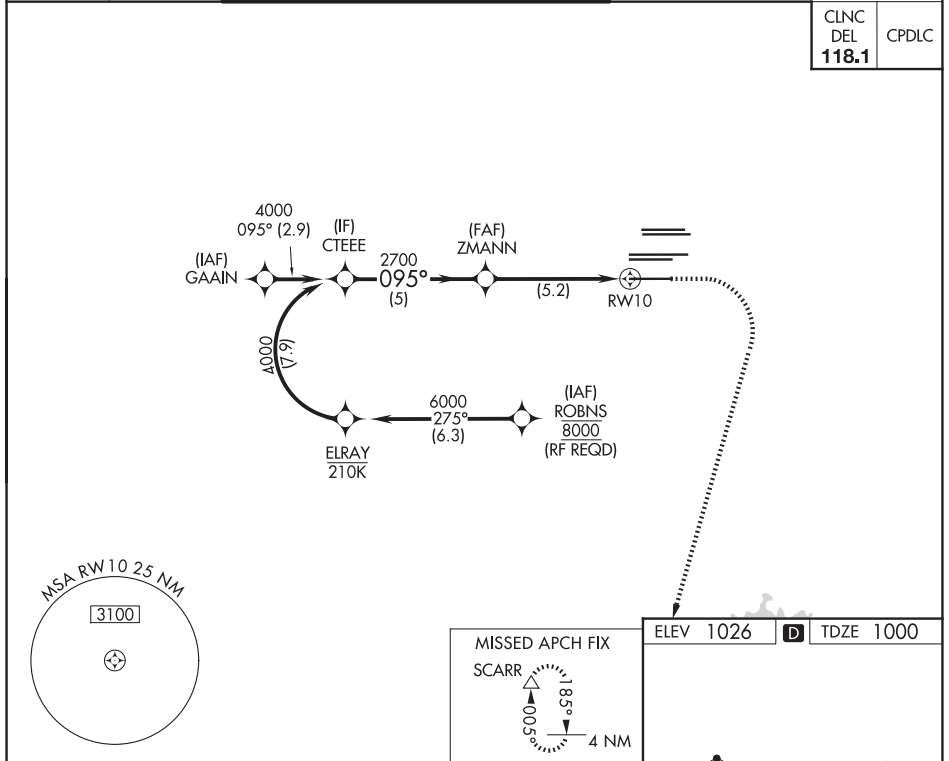 CLNC
DEL
118.1
CPDLC
4000
095° (2.9)
(IF)
CTEEE
(FAF)
ZMANN
(IAF)
GAAIN
2700
095°
(5)
(5.2)
RW10
4000
(7.9)
6000
275°
(6.3)
(IAF)
ROBNS
8000
(RF REQD)
ELRAY
210K
MSA RW10 25 NM
3100
MISSED APCH FIX
SCARR
185°
005°
4 NM
ELEV 1026
D
TDZE 1000